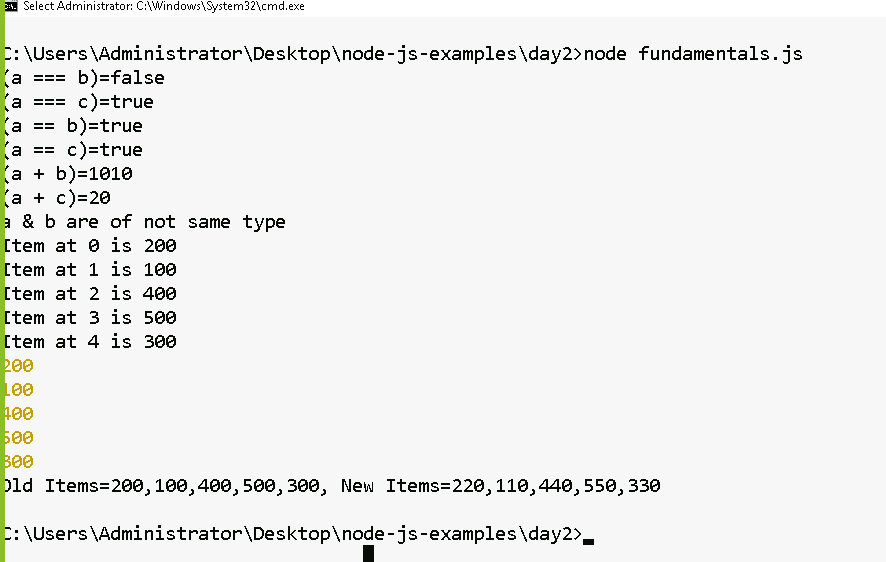 Select Administrator: C:\Windows\System32\cmd.exe
C:\Users\Administrator\Desktop\node-js-examples\day2>node fundamentals.js
(a === b)=false
(a === c)=true
(a == b)=true
(a == c)=true
(a + b)=1010
(a + c)=20
a & b are of not same type
Item at 0 is 200
Item at 1 is 100
Item at 2 is 400
Item at 3 is 500
Item at 4 is 300
200
100
400
500
300
Old Items=200,100,400,500,300, New Items=220,110,440,550,330
C:\Users\Administrator\Desktop\node-js-examples\day2>